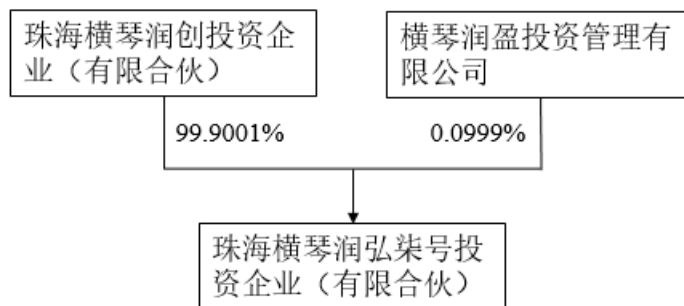 珠海横琴润创投资企
业（有限合伙）
横琴润盈投资管理有
限公司
99.9001%
0.0999%
珠海横琴润弘柒号投
资企业（有限合伙）